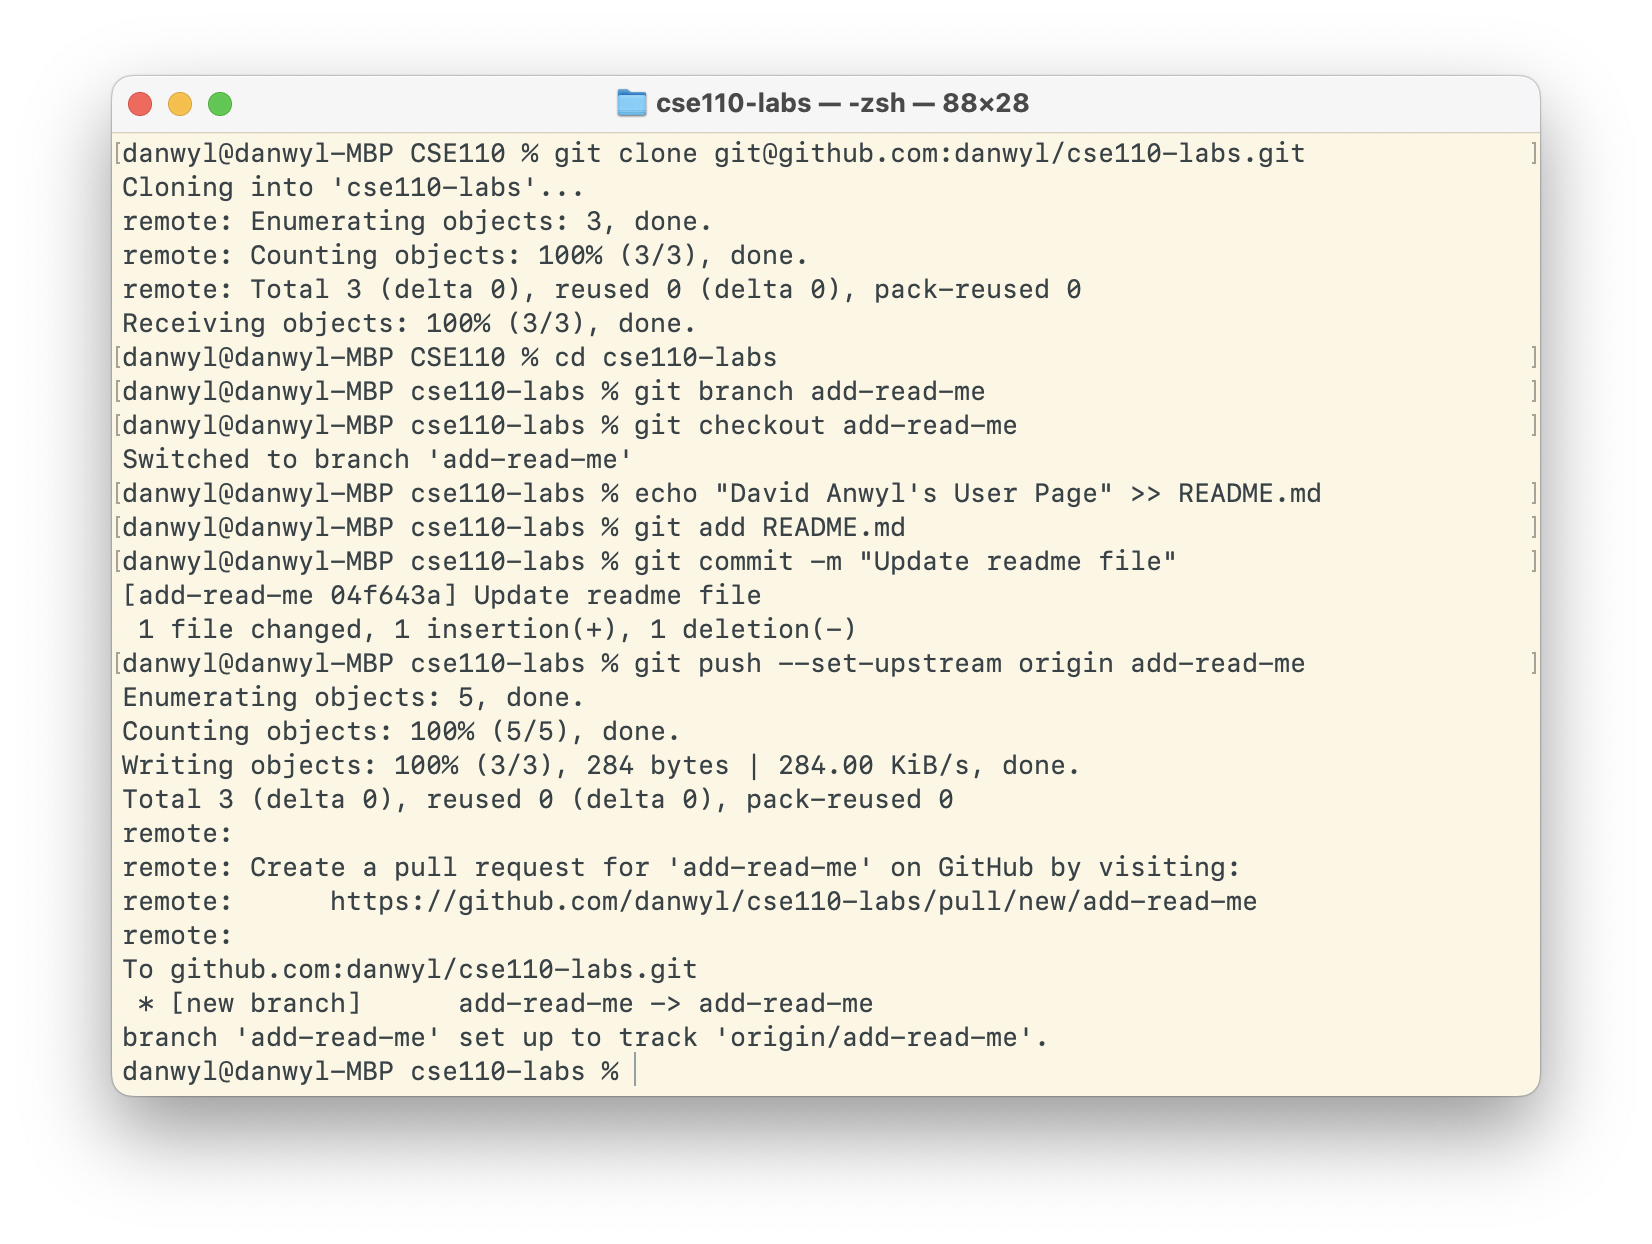 cse110-labs — -zsh — 88×28
[danwyl@danwyl-MBP CSE110 % git clone git@github.com:danwyl/cse110-labs.git ]
Cloning into 'cse110-labs'...
remote: Enumerating objects: 3, done.
remote: Counting objects: 100% (3/3), done.
remote: Total 3 (delta 0), reused 0 (delta 0), pack-reused 0
Receiving objects: 100% (3/3), done.
[danwyl@danwyl-MBP CSE110 % cd cse110-labs ]
[danwyl@danwyl-MBP cse110-labs % git branch add-read-me ]
[danwyl@danwyl-MBP cse110-labs % git checkout add-read-me ]
Switched to branch 'add-read-me'
[danwyl@danwyl-MBP cse110-labs % echo "David Anwyl's User Page" >> README.md ]
[danwyl@danwyl-MBP cse110-labs % git add README.md ]
[danwyl@danwyl-MBP cse110-labs % git commit -m "Update readme file" ]
[add-read-me 04f643a] Update readme file
 1 file changed, 1 insertion(+), 1 deletion(-)
[danwyl@danwyl-MBP cse110-labs % git push --set-upstream origin add-read-me ]
Enumerating objects: 5, done.
Counting objects: 100% (5/5), done.
Writing objects: 100% (3/3), 284 bytes | 284.00 KiB/s, done.
Total 3 (delta 0), reused 0 (delta 0), pack-reused 0
remote:
remote: Create a pull request for 'add-read-me' on GitHub by visiting:
remote:      https://github.com/danwyl/cse110-labs/pull/new/add-read-me
remote:
To github.com:danwyl/cse110-labs.git
 * [new branch]      add-read-me -> add-read-me
branch 'add-read-me' set up to track 'origin/add-read-me'.
danwyl@danwyl-MBP cse110-labs %